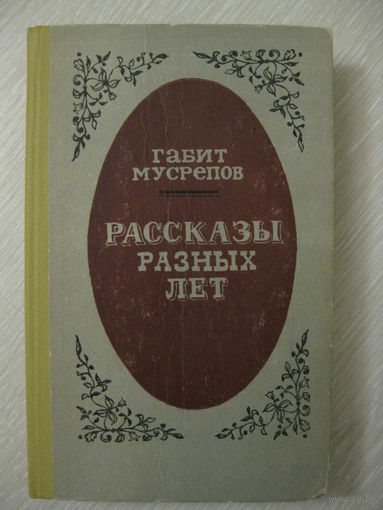 Габит
Мусрепов
Рассказы
разных
лет